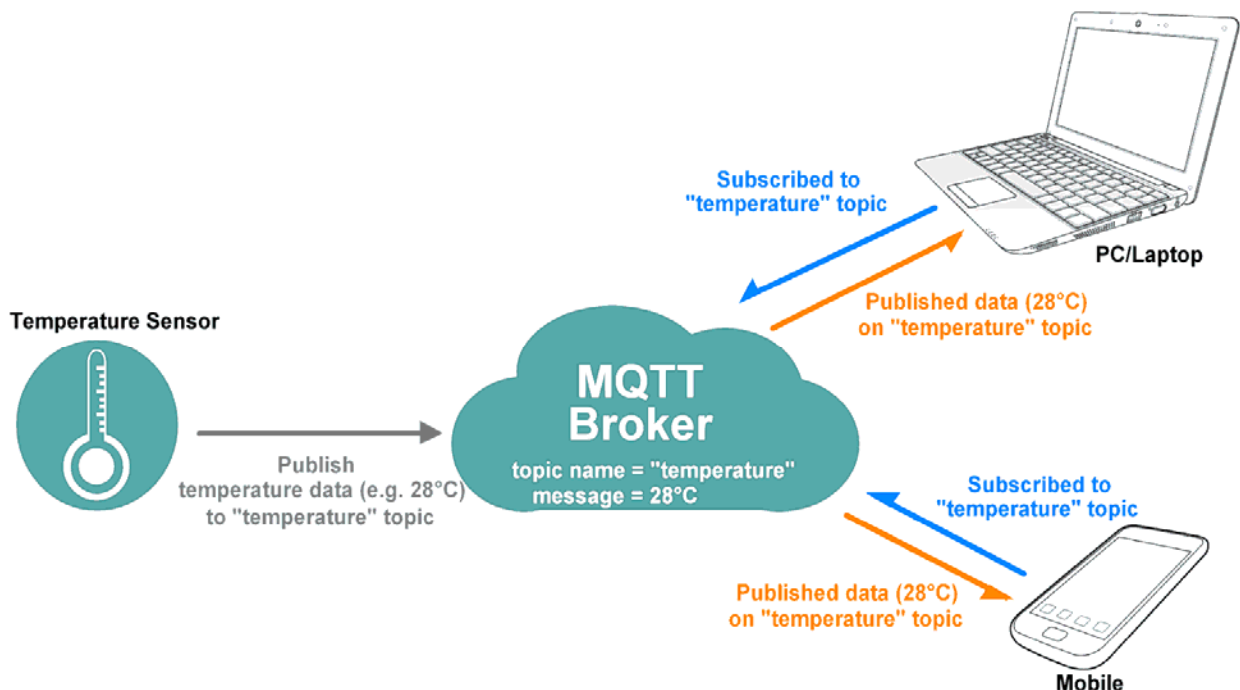 Temperature Sensor
Publish
temperature data (e.g. 28°C)
to "temperature" topic
MQTT
Broker
topic name = "temperature"
message = 28°C
Subscribed to
"temperature" topic
Published data (28°C)
on "temperature" topic
PC/Laptop
Subscribed to
"temperature" topic
Published data (28°C)
on "temperature" topic
Mobile